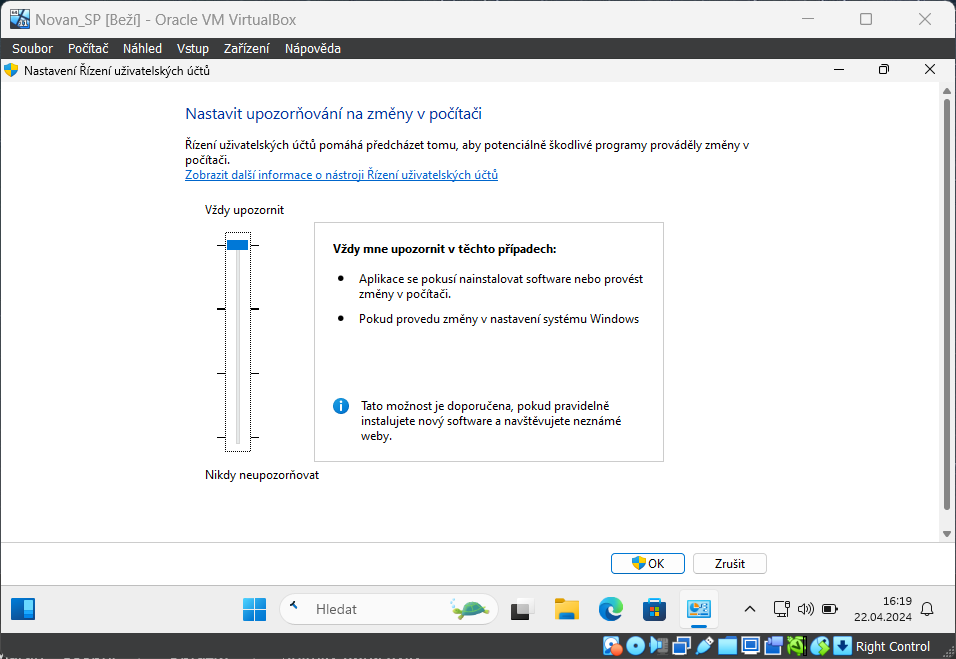 Novan_SP [Beží] - Oracle VM VirtualBox
Soubor Počítač Náhled Vstup Zařízení Nápověda
Nastavení Řízení uživatelských účtů
Nastavit upozorňování na změny v počítači
Řízení uživatelských účtů pomáhá předcházet tomu, aby potenciálně škodlivé programy prováděly změny v
počítači.
Zobrazit další informace o nástroji Řízení uživatelských účtů
Vždy upozornit
Vždy mne upozornit v těchto případech:
Aplikace se pokusí nainstalovat software nebo provést
změny v počítači.
Pokud provedu změny v nastavení systému Windows
Tato možnost je doporučena, pokud pravidelně
instalujete nový software a navštěvujete neznámé
weby.
Nikdy neupozorňovat
OK Zrušit
Hledat
16:19
22.04.2024
Right Control